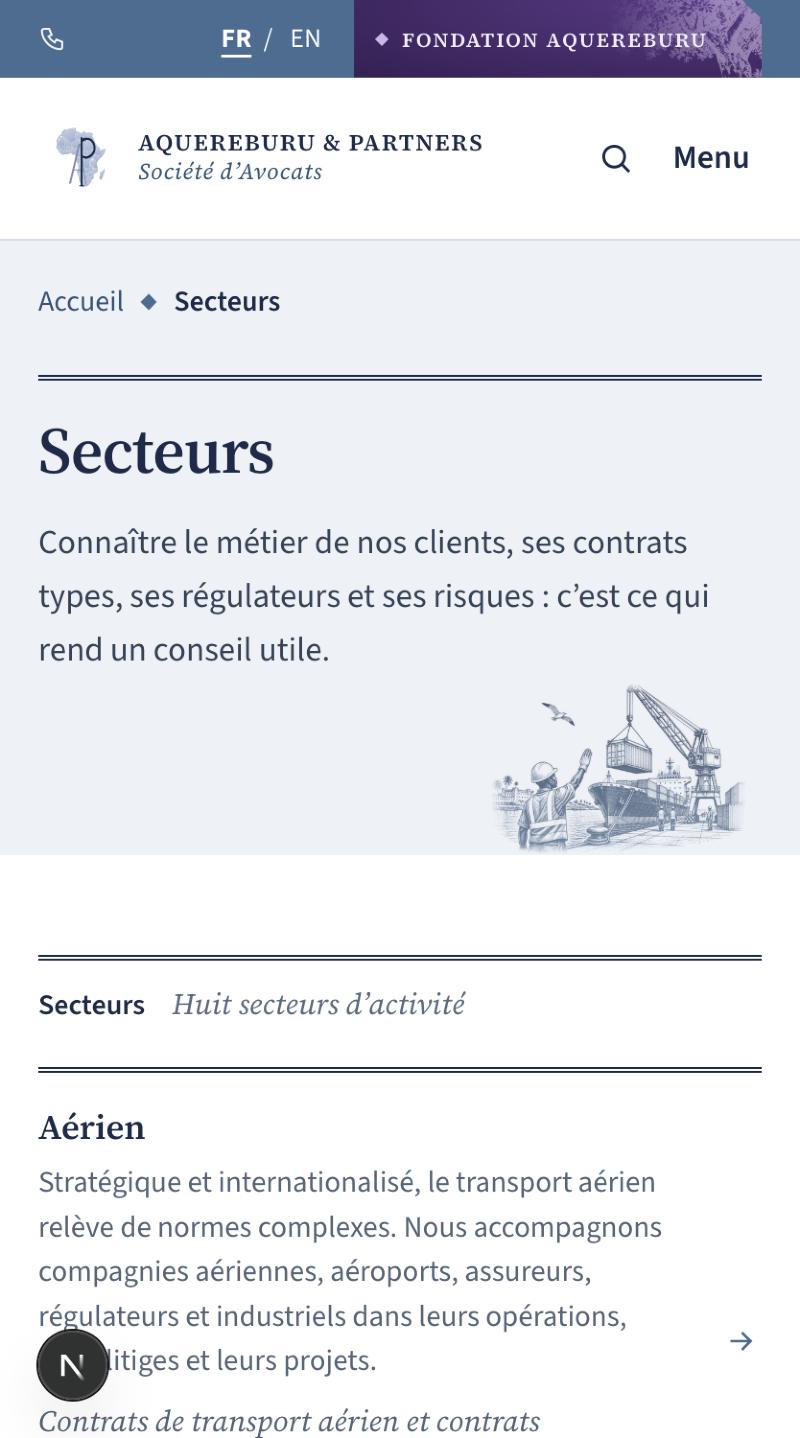 FR / EN
◆ FONDATION AQUEREBURU
AQUEREBURU & PARTNERS
Société d’Avocats
Menu
Accueil ◆ Secteurs
Secteurs
Connaître le métier de nos clients, ses contrats
types, ses régulateurs et ses risques : c’est ce qui
rend un conseil utile.
Secteurs Huit secteurs d’activité
Aérien
Stratégique et internationalisé, le transport aérien
relève de normes complexes. Nous accompagnons
compagnies aériennes, aéroports, assureurs,
régulateurs et industriels dans leurs opérations,
litiges et leurs projets.
Contrats de transport aérien et contrats